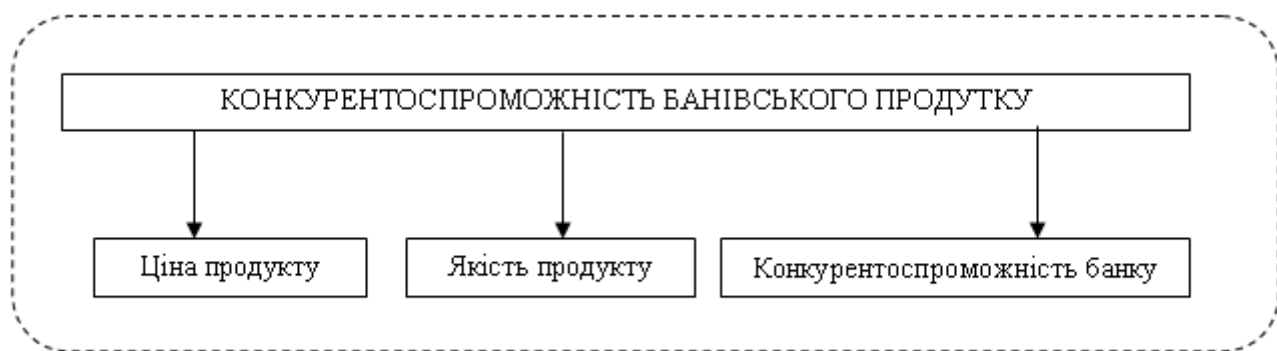 КОНКУРЕНТОСПРОМОЖНІСТЬ БАНІВСЬКОГО ПРОДУТКУ
Ціна продукту
Якість продукту
Конкурентоспроможність банку